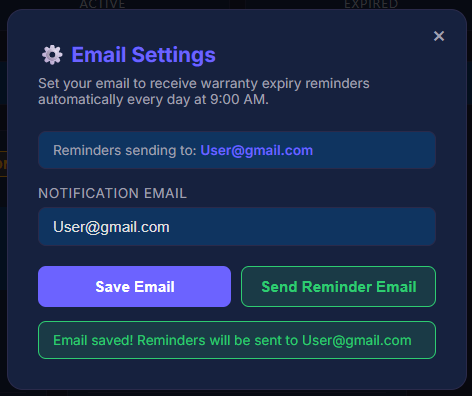 ACTIVE EXPIRED
Email Settings
Set your email to receive warranty expiry reminders
automatically every day at 9:00 AM.
Reminders sending to: User@gmail.com
NOTIFICATION EMAIL
User@gmail.com
Save Email Send Reminder Email
Email saved! Reminders will be sent to User@gmail.com